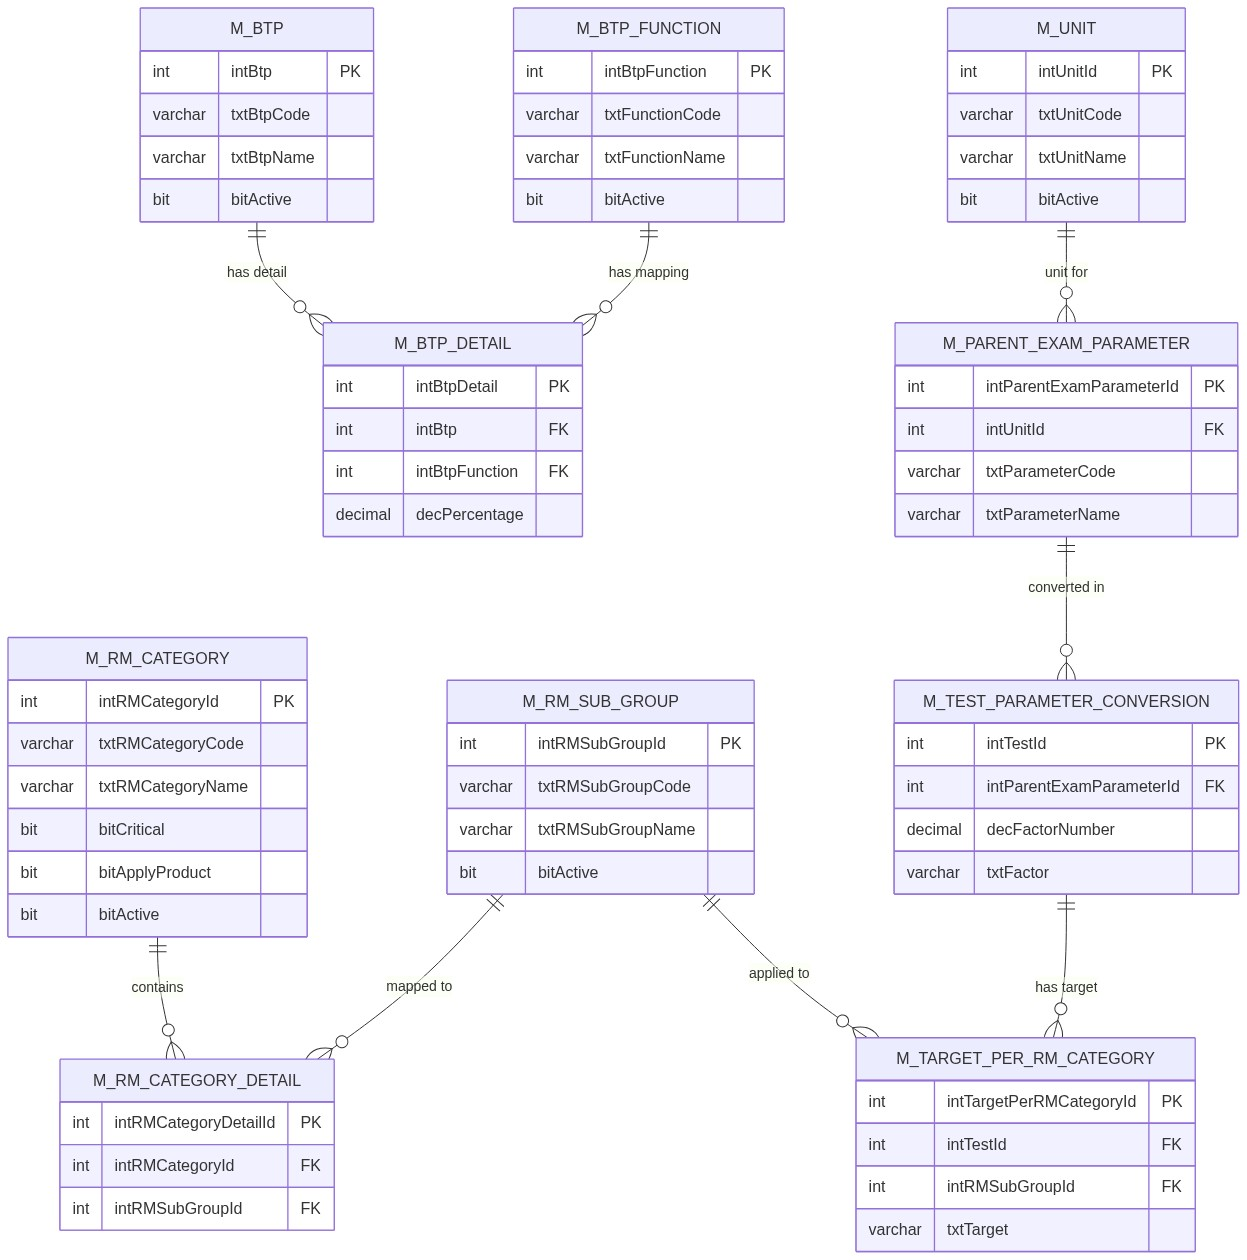 M_BTP
int intBtp PK
varchar txtBtpCode
varchar txtBtpName
bit bitActive
M_BTP_FUNCTION
int intBtpFunction PK
varchar txtFunctionCode
varchar txtFunctionName
bit bitActive
M_UNIT
int intUnitId PK
varchar txtUnitCode
varchar txtUnitName
bit bitActive
has detail
has mapping
unit for
M_BTP_DETAIL
int intBtpDetail PK
int intBtp FK
int intBtpFunction FK
decimal decPercentage
M_PARENT_EXAM_PARAMETER
int intParentExamParameterId PK
int intUnitId FK
varchar txtParameterCode
varchar txtParameterName
converted in
M_RM_CATEGORY
int intRMCategoryId PK
varchar txtRMCategoryCode
varchar txtRMCategoryName
bit bitCritical
bit bitApplyProduct
bit bitActive
M_RM_SUB_GROUP
int intRMSubGroupId PK
varchar txtRMSubGroupCode
varchar txtRMSubGroupName
bit bitActive
M_TEST_PARAMETER_CONVERSION
int intTestId PK
int intParentExamParameterId FK
decimal decFactorNumber
varchar txtFactor
contains
mapped to
applied to
has target
M_RM_CATEGORY_DETAIL
int intRMCategoryDetailId PK
int intRMCategoryId FK
int intRMSubGroupId FK
M_TARGET_PER_RM_CATEGORY
int intTargetPerRMCategoryId PK
int intTestId FK
int intRMSubGroupId FK
varchar txtTarget